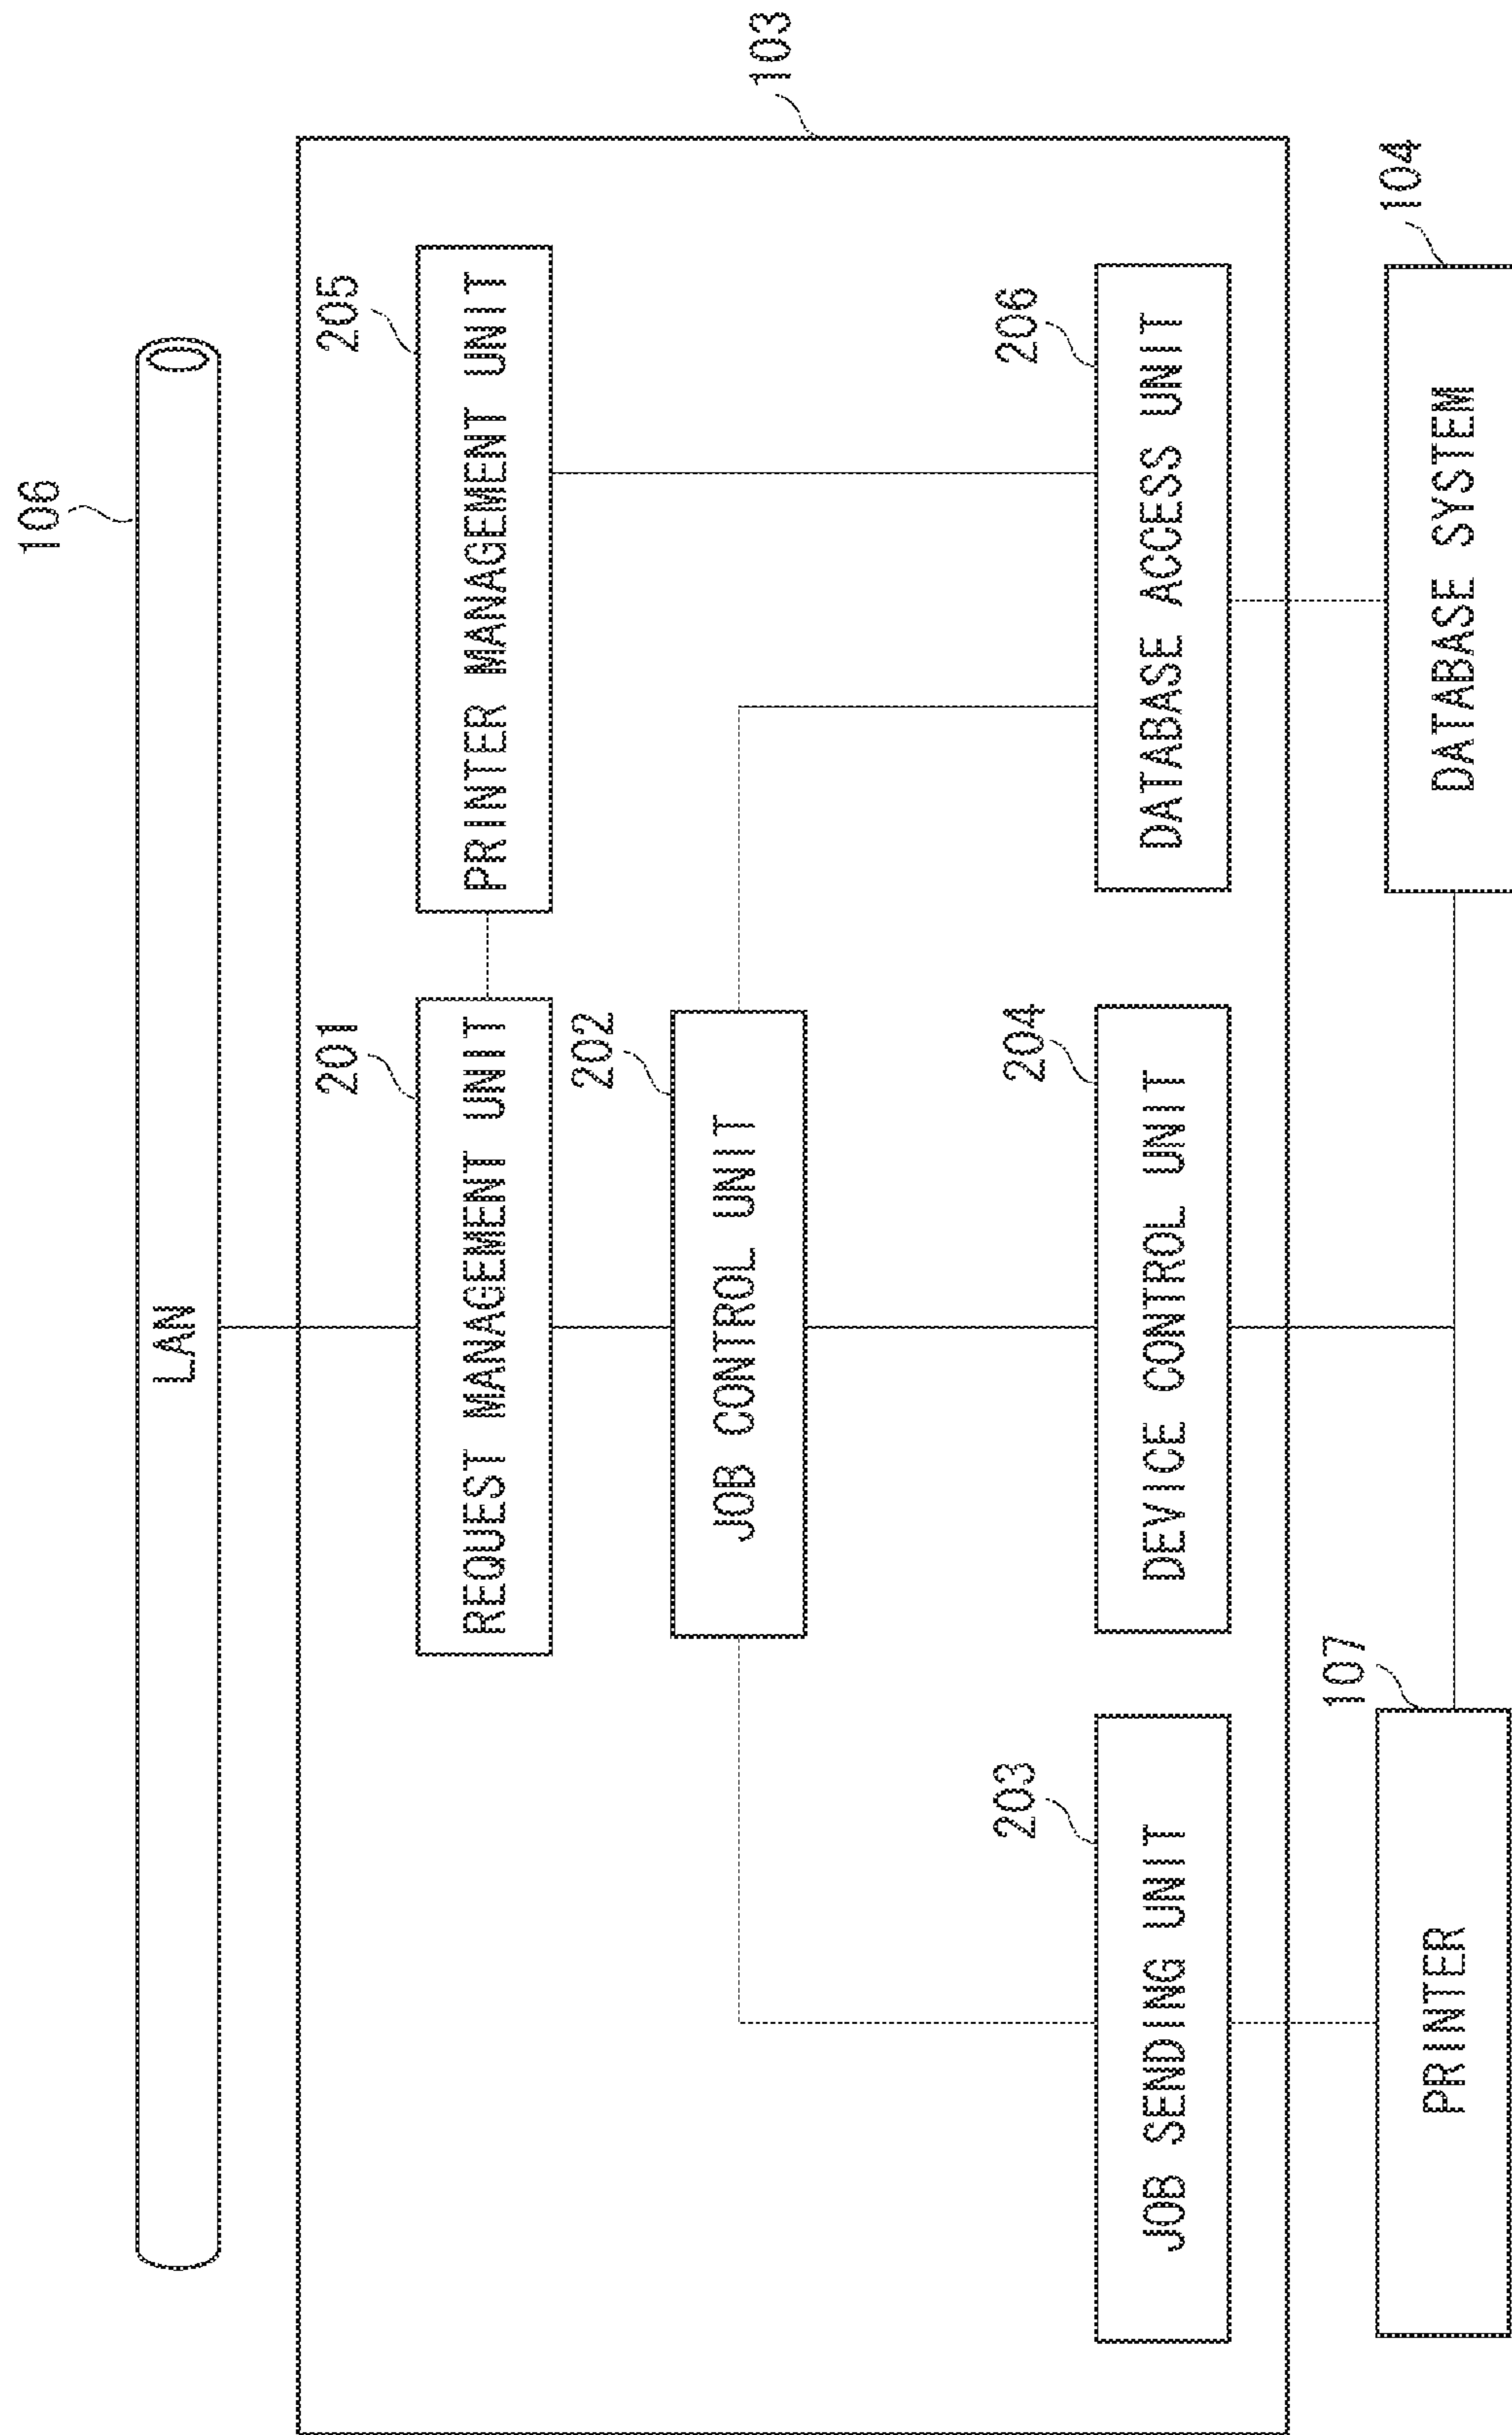 106
LAN
103
201
REQUEST MANAGEMENT UNIT
205
PRINTER MANAGEMENT UNIT
202
JOB CONTROL UNIT
203
JOB SENDING UNIT
204
DEVICE CONTROL UNIT
206
DATABASE ACCESS UNIT
107
PRINTER
104
DATABASE SYSTEM